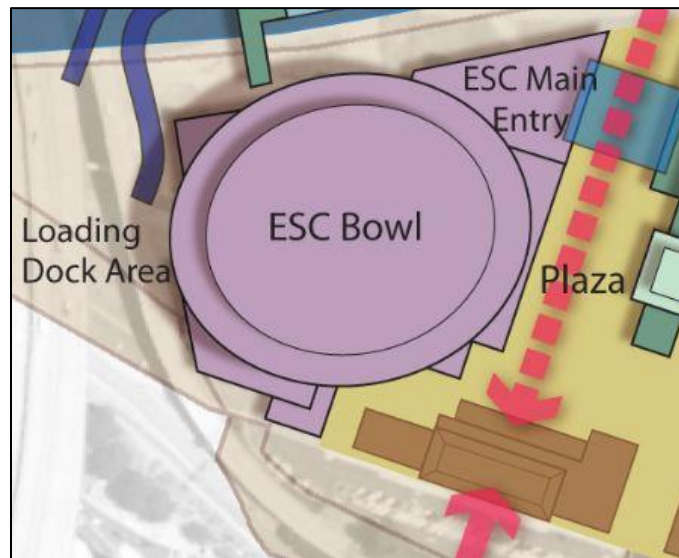 ESC Main
Entry
ESC Bowl
Loading
Dock Area
Plaza